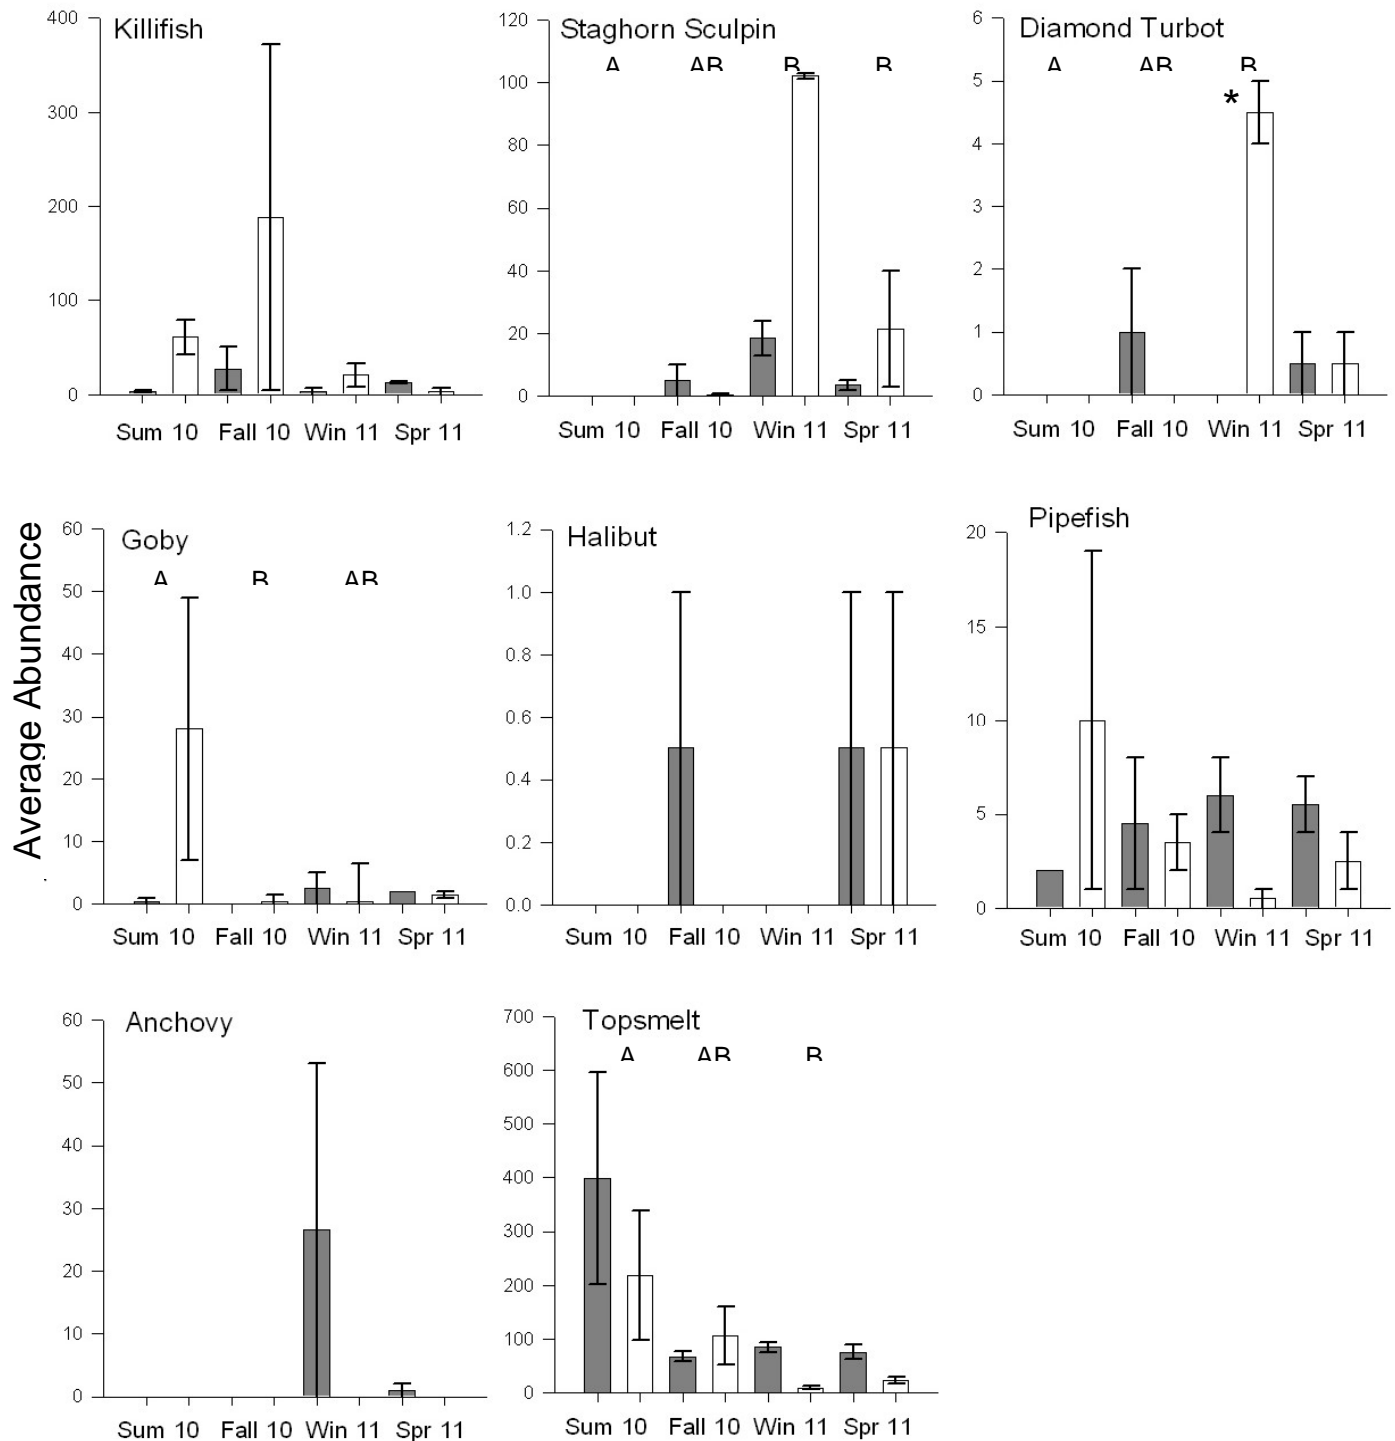 Killifish
400
300
200
100
0
Sum 10 Fall 10 Win 11 Spr 11
Staghorn Sculpin
A AB B B
120
100
80
60
40
20
0
Sum 10 Fall 10 Win 11 Spr 11
Diamond Turbot
A AB B
*
6
5
4
3
2
1
0
Sum 10 Fall 10 Win 11 Spr 11
Average Abundance
Goby
A B AB
60
50
40
30
20
10
0
Sum 10 Fall 10 Win 11 Spr 11
Halibut
1.2
1.0
0.8
0.6
0.4
0.2
0.0
Sum 10 Fall 10 Win 11 Spr 11
Pipefish
20
15
10
5
0
Sum 10 Fall 10 Win 11 Spr 11
Anchovy
60
50
40
30
20
10
0
Sum 10 Fall 10 Win 11 Spr 11
Topsmelt
A AB B
700
600
500
400
300
200
100
0
Sum 10 Fall 10 Win 11 Spr 11